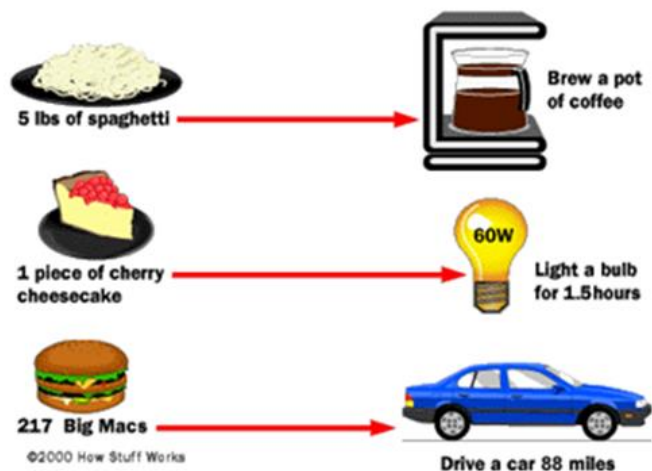 5 lbs of spaghetti
Brew a pot
of coffee
1 piece of cherry
cheesecake
60W
Light a bulb
for 1.5hours
217 Big Macs
Drive a car 88 miles
©2000 How Stuff Works